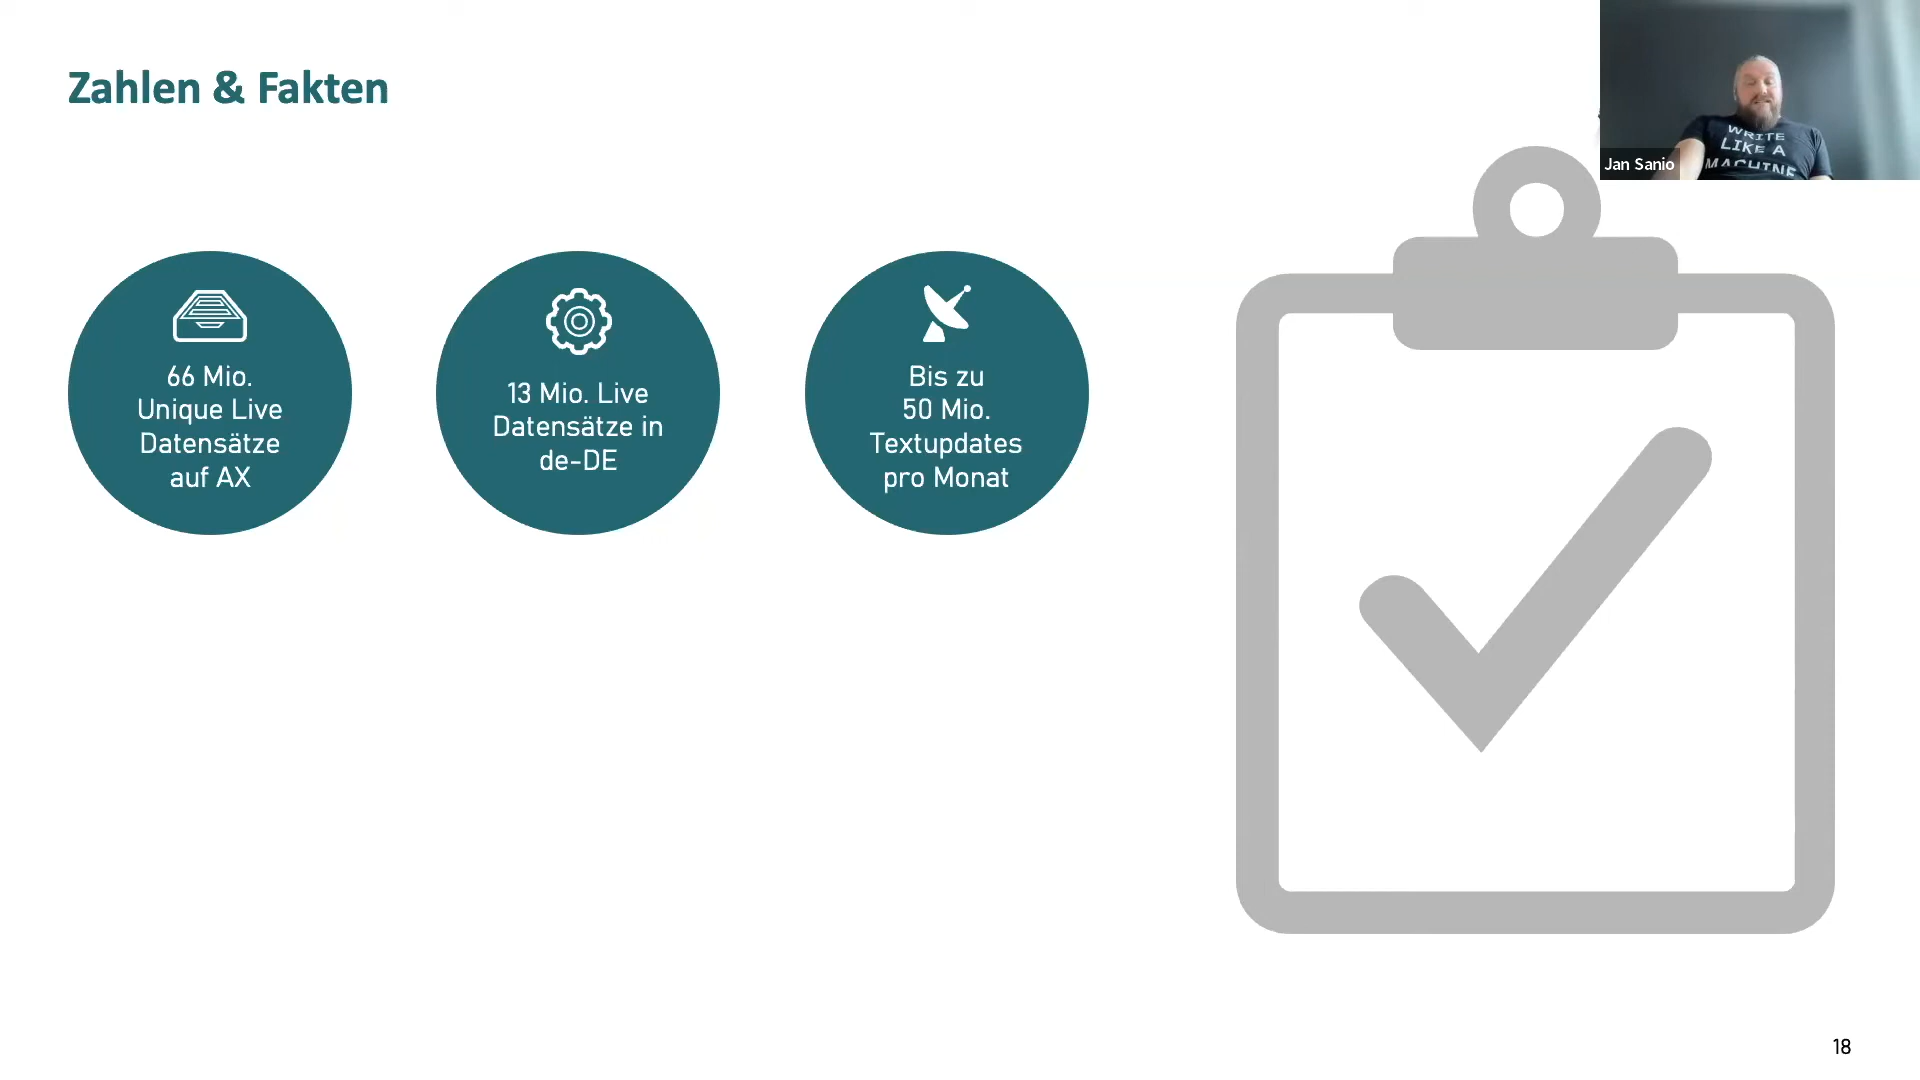 Zahlen & Fakten
WRITE
LIKE A
MACHINE
Jan Sanio
66 Mio.
Unique Live
Datensätze
auf AX
13 Mio. Live
Datensätze in
de-DE
Bis zu
50 Mio.
Textupdates
pro Monat
18